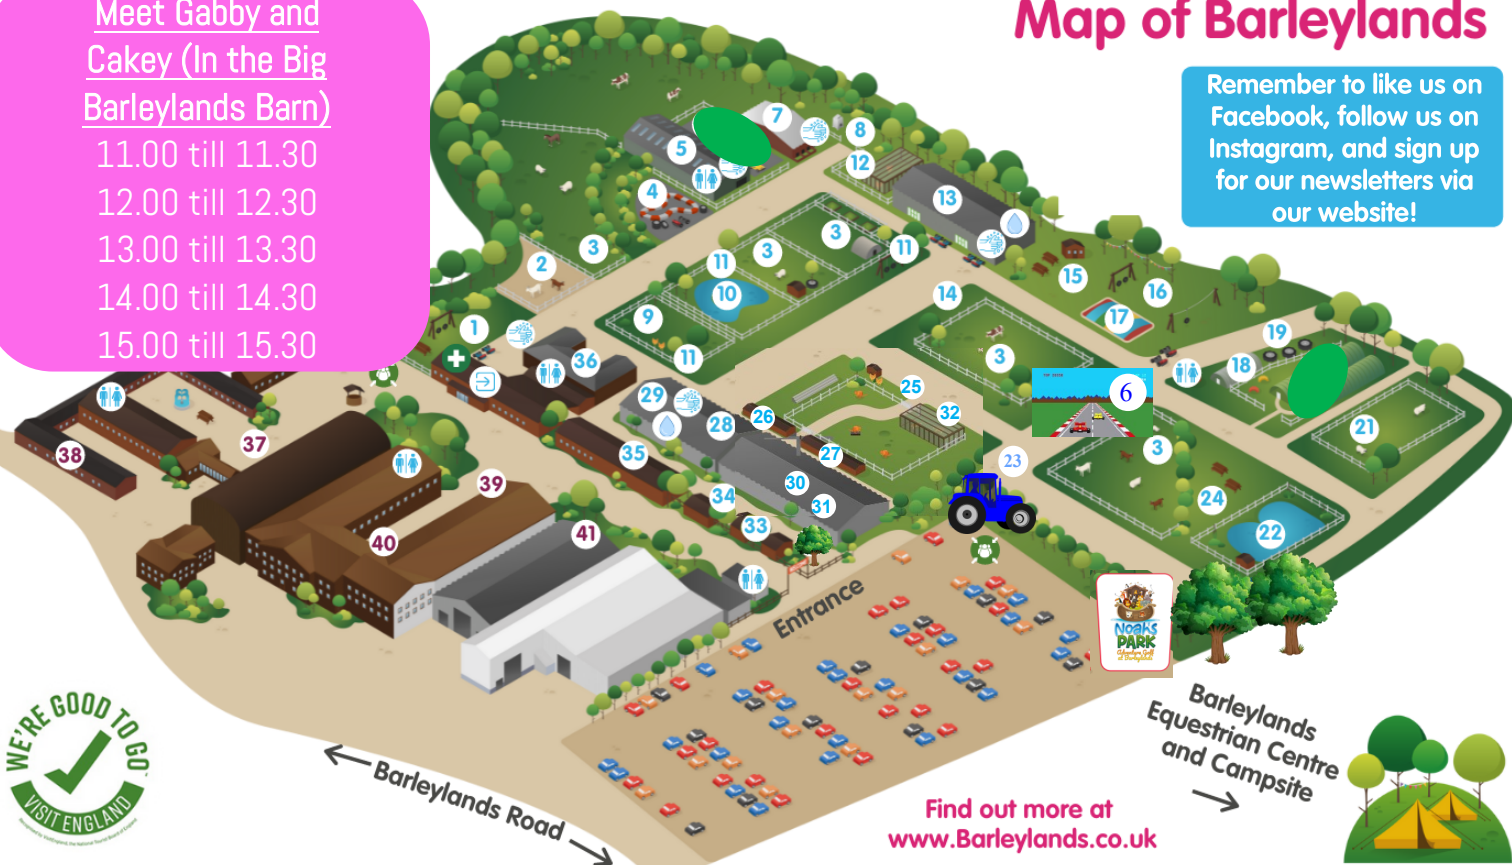 Meet Gabby and
Cakey (In the Big
Barleylands Barn)
11.00 till 11.30
12.00 till 12.30
13.00 till 13.30
14.00 till 14.30
15.00 till 15.30
Map of Barleylands
Remember to like us on
Facebook, follow us on
Instagram, and sign up
for our newsletters via
our website!
7
8
5
12
4
13
3
3
3
11
2
11
15
10
14
16
9
17
1
19
11
3
36
18
25
29
6
26
32
28
21
37
3
35
27
38
23
30
39
34
24
31
33
22
40
41
Entrance
NOAH'S
PARK
Adventure Golf
at Barleylands
WE'RE GOOD TO GO
VISIT ENGLAND
Barleylands Road
Barleylands
Equestrian Centre
and Campsite
Find out more at
www.Barleylands.co.uk